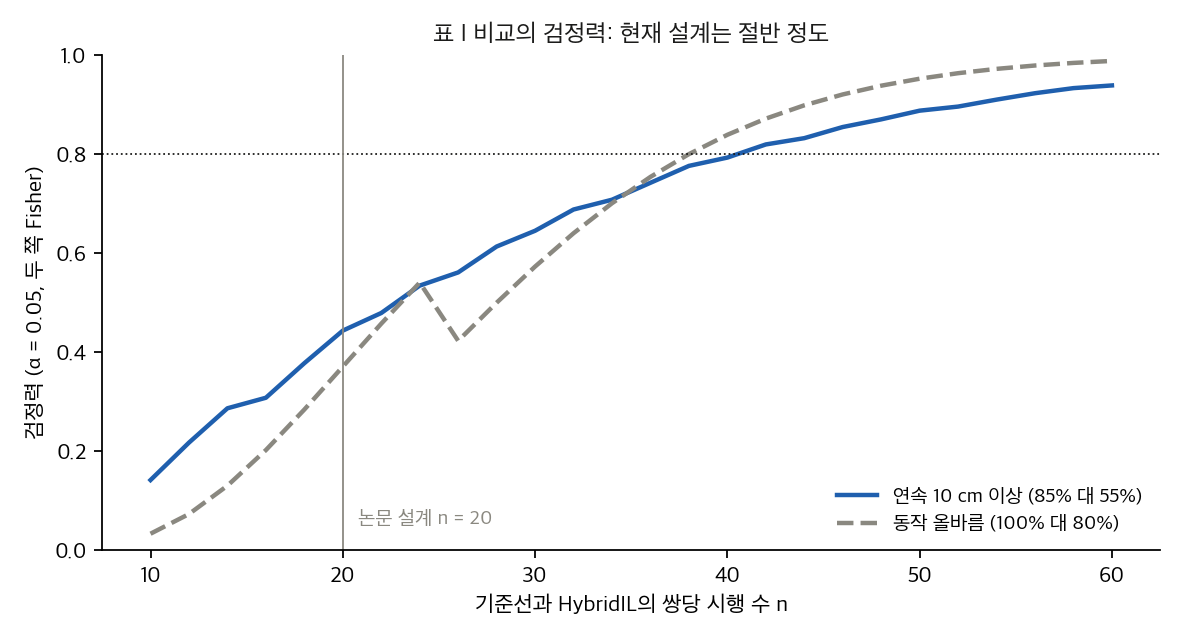 표 I 비교의 검정력: 현재 설계는 절반 정도
검정력 (α = 0.05, 두 쪽 Fisher)
1.0
0.8
0.6
0.4
0.2
0.0
논문 설계 n = 20
연속 10 cm 이상 (85% 대 55%)
동작 올바름 (100% 대 80%)
10 20 30 40 50 60
기준선과 HybridIL의 쌍당 시행 수 n